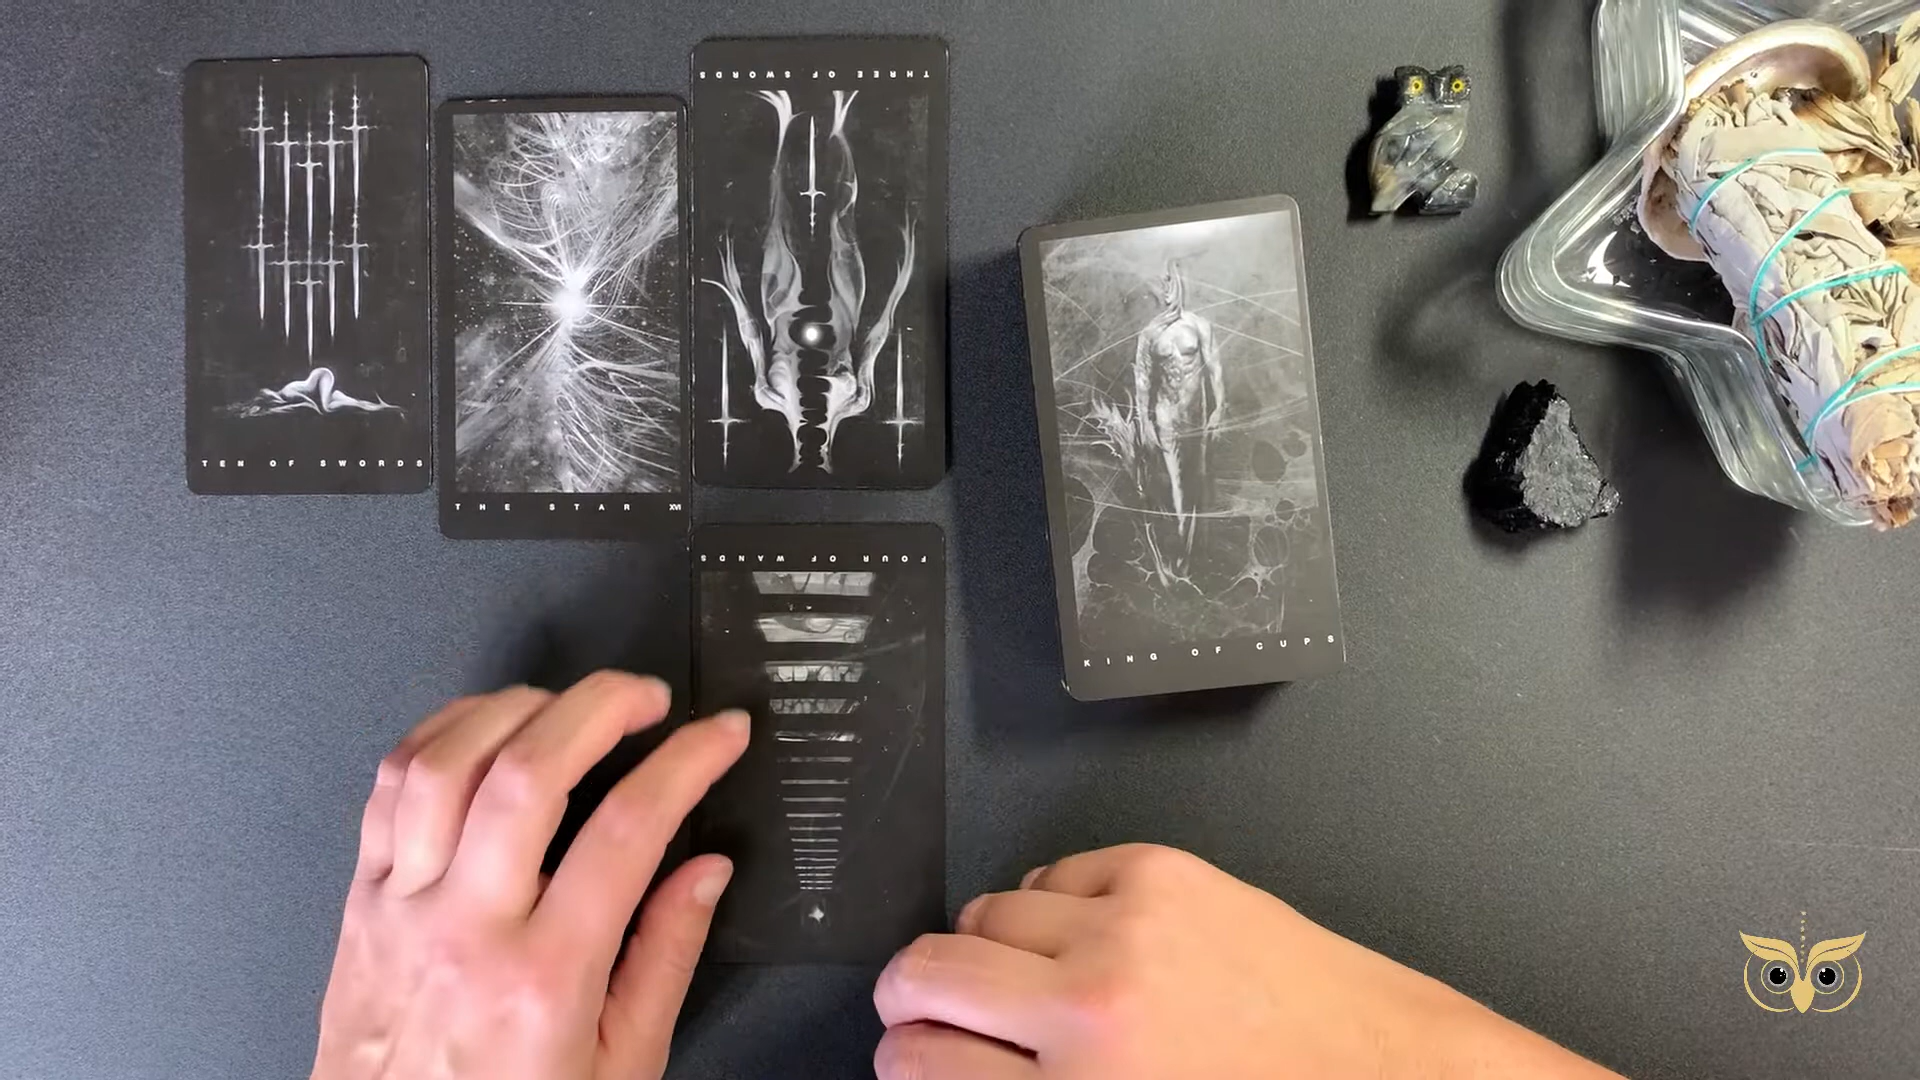 THREE OF SWORDS
TEN OF SWORDS
THE STAR XVI
FOUR OF WANDS
KING OF CUPS